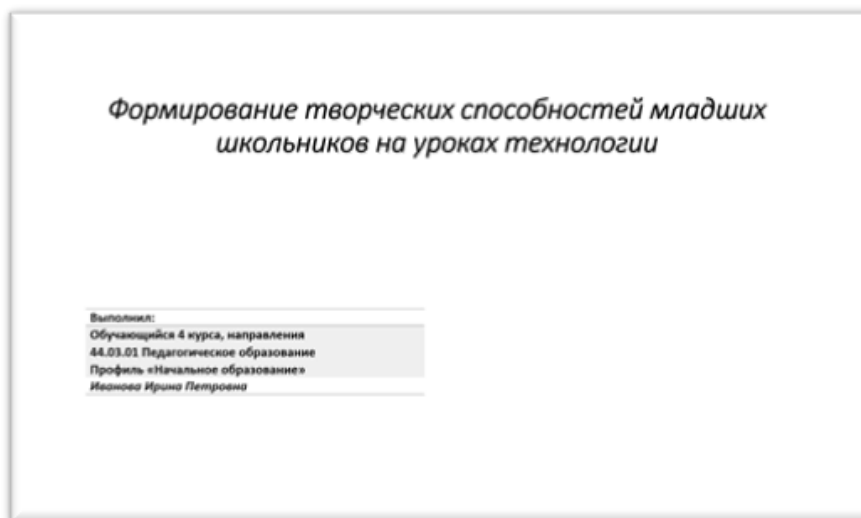 Формирование творческих способностей младших
школьников на уроках технологии
Выполнил:
Обучающийся 4 курса, направления
44.03.01 Педагогическое образование
Профиль «Начальное образование»
Иванова Ирина Петровна